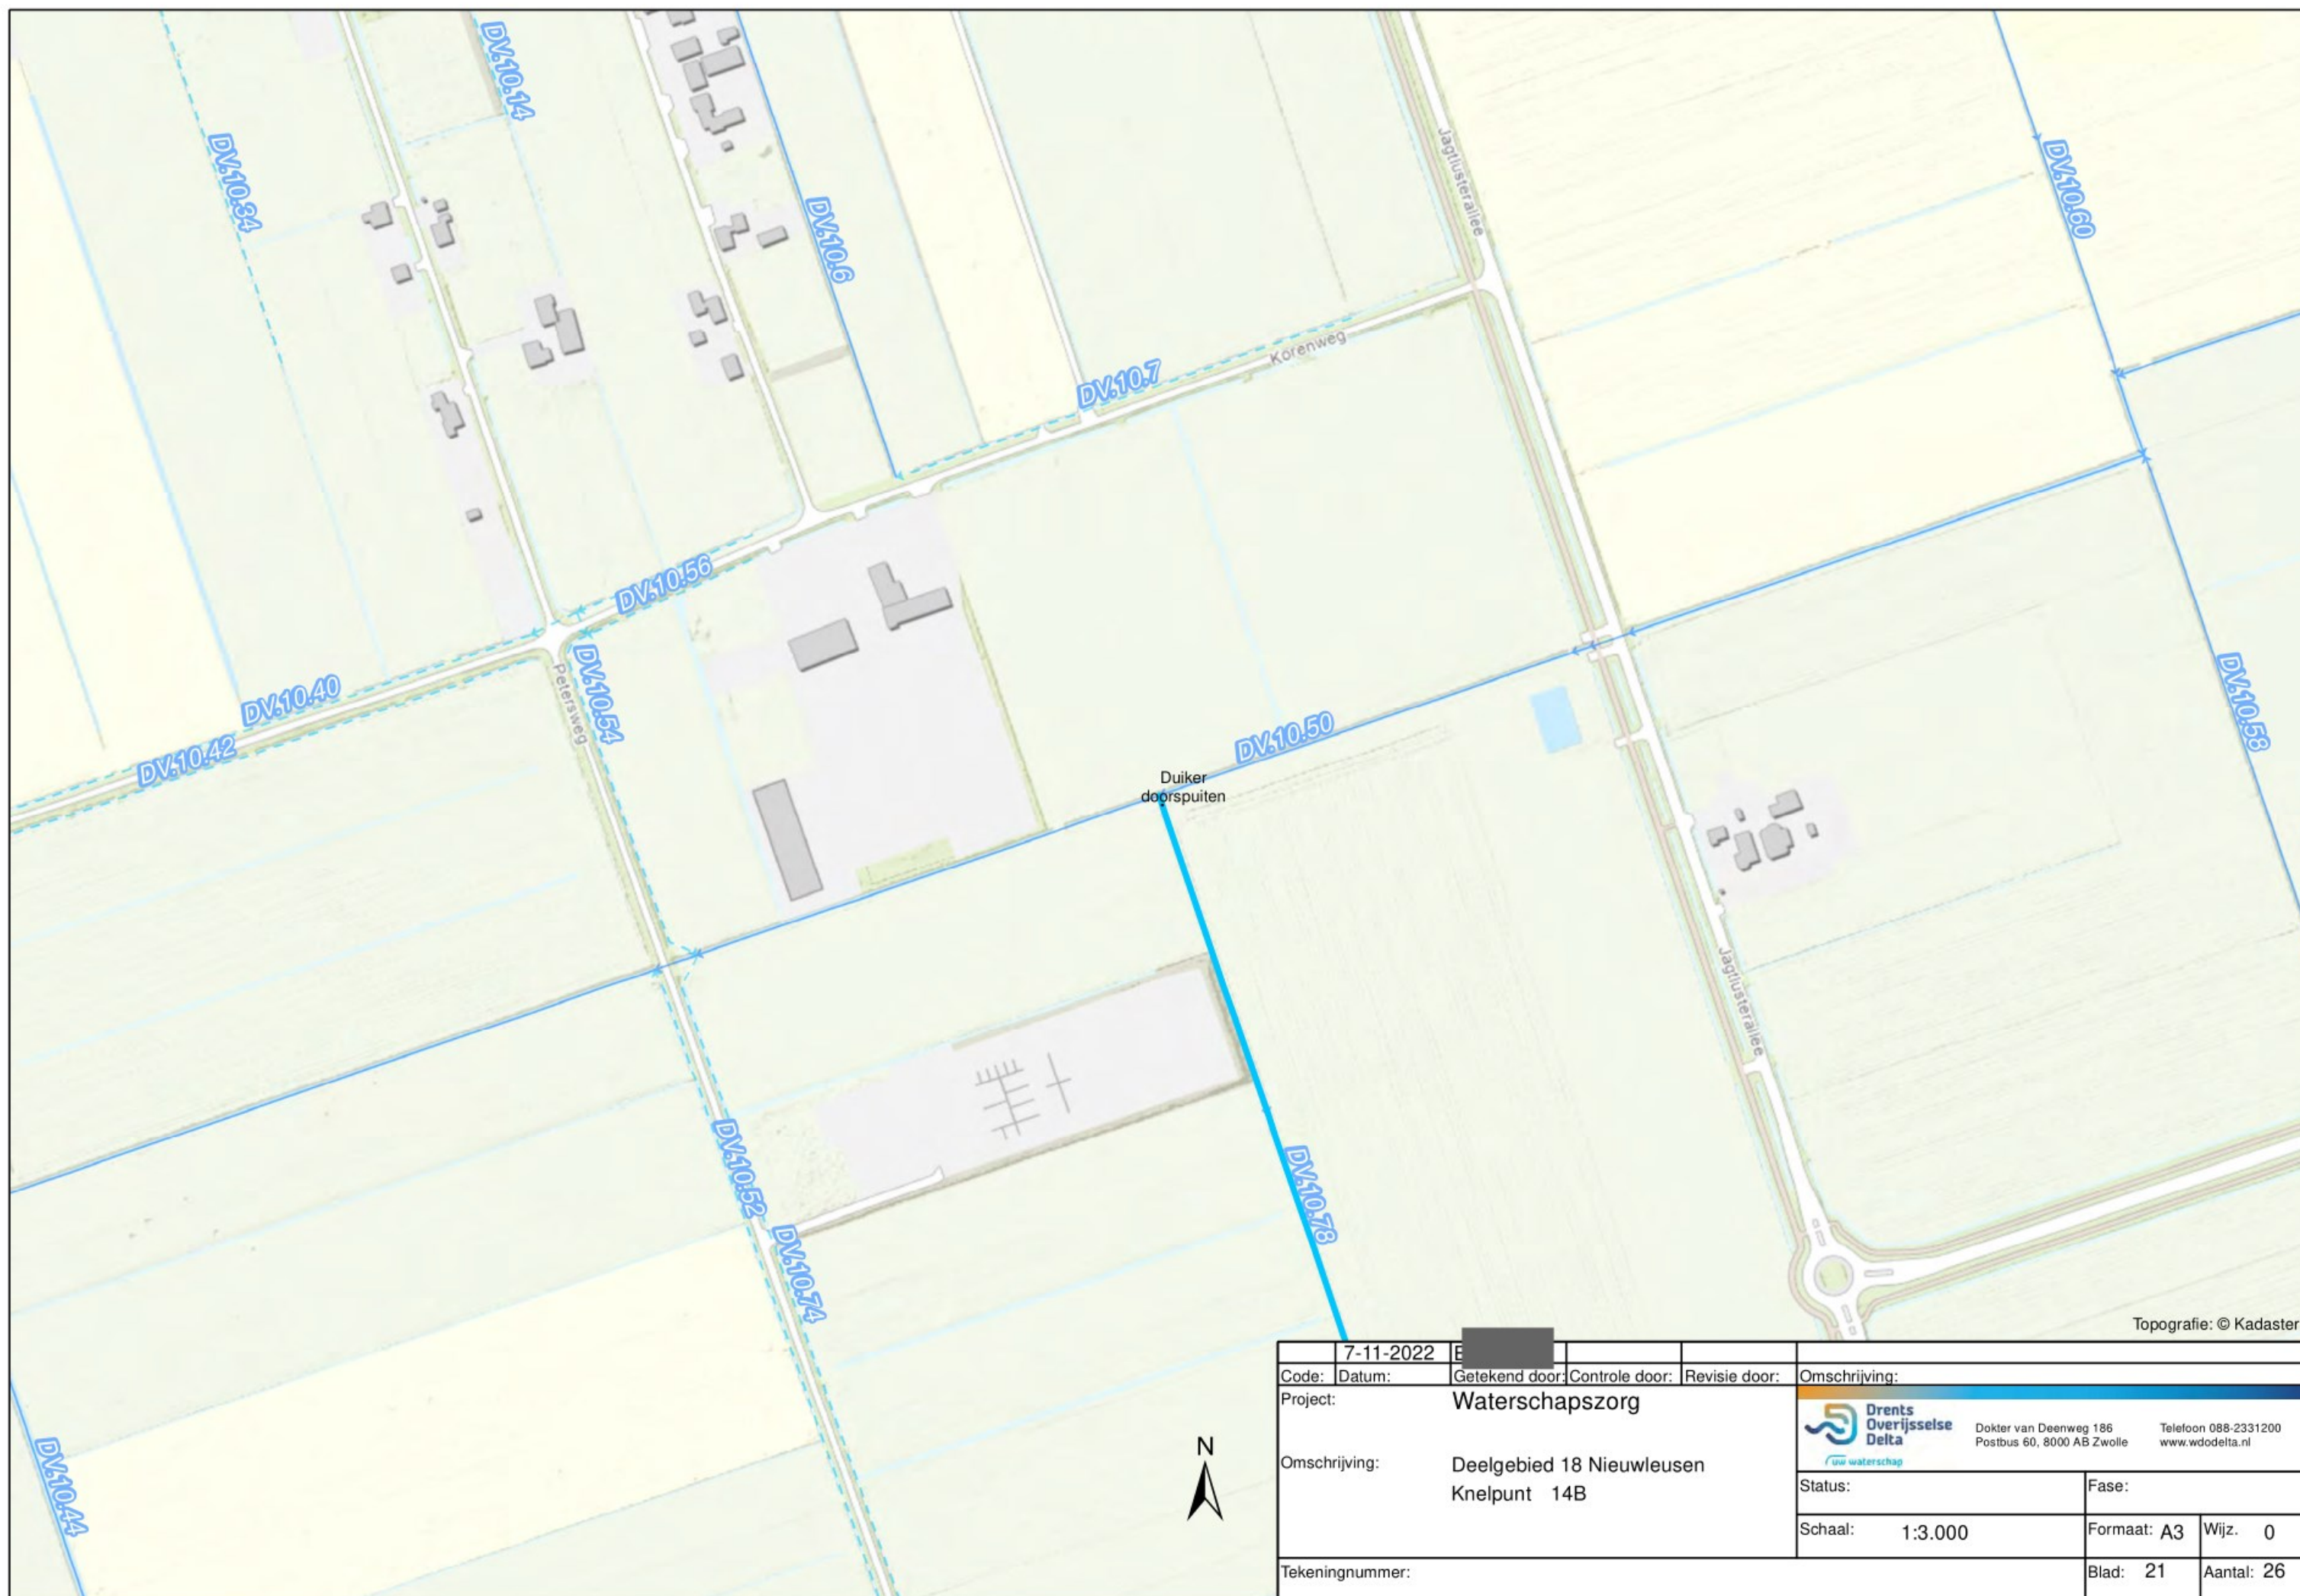 DV.10.14
DV.10.34
Jagtlusterallee
DV.10.60
DV.10.6
Korenweg
DV.10.7
DV.10.56
DV.10.54
Petersweg
DV.10.40
DV.10.42
DV.10.58
DV.10.50
Duiker
doorspuiten
Jagtlusterallee
DV.10.52
DV.10.78
DV.10.74
DV.10.44
N
Topografie: © Kadaster
7-11-2022
Code: Datum: Getekend door: Controle door: Revisie door: Omschrijving:
Project: Waterschapszorg
Omschrijving: Deelgebied 18 Nieuwleusen
Knelpunt 14B
Drents
Overijsselse
Delta
uw waterschap
Dokter van Deenweg 186
Postbus 60, 8000 AB Zwolle
Telefoon 088-2331200
www.wdodelta.nl
Status: Fase:
Schaal: 1:3.000 Formaat: A3 Wijz. 0
Tekeningnummer: Blad: 21 Aantal: 26